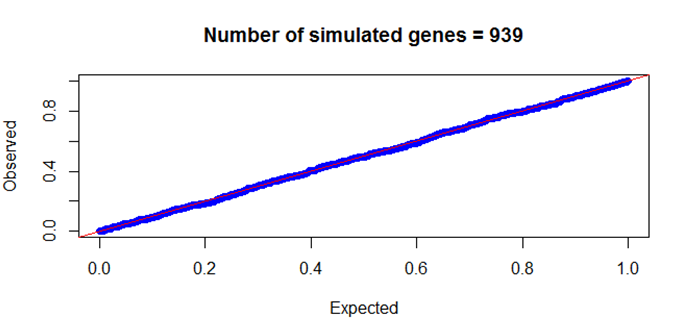 Number of simulated genes = 939
Observed
0.8
0.4
0.0
0.0 0.2 0.4 0.6 0.8 1.0
Expected